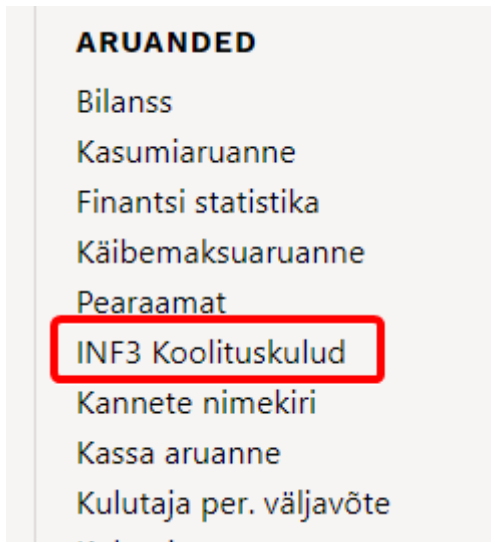 ARUANDED
Bilanss
Kasumiaruanne
Finantsi statistika
Käibemaksuaruanne
Pearaamat
INF3 Koolituskulud
Kannete nimekiri
Kassa aruanne
Kulutaja per. väljavõte